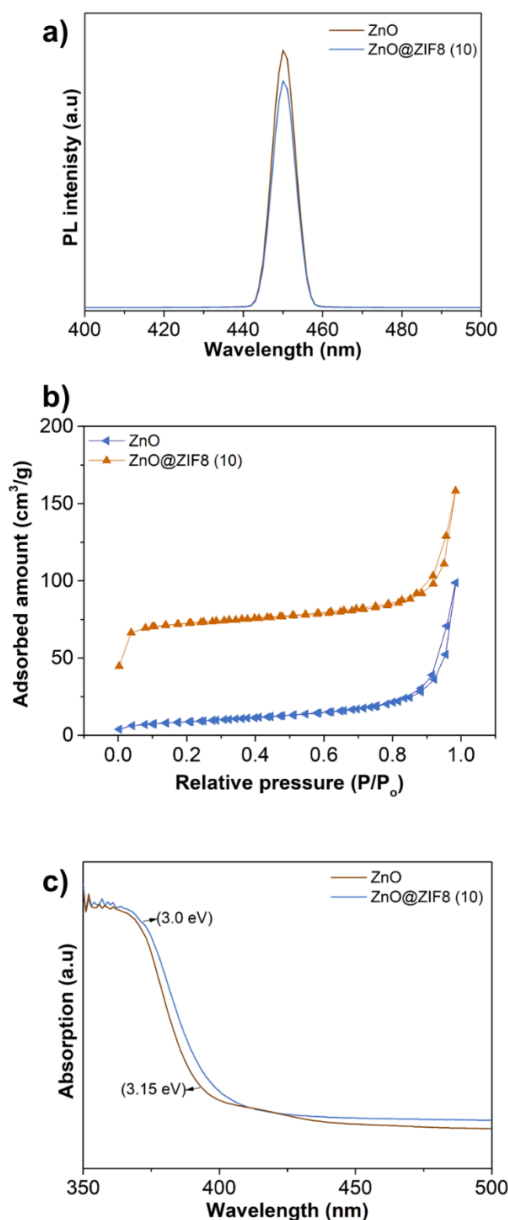 a)
ZnO
ZnO@ZIF8 (10)
PL intenisty (a.u)
400 420 440 460 480 500
Wavelength (nm)
b)
200
150
100
50
0
ZnO
ZnO@ZIF8 (10)
Adsorbed amount (cm³/g)
0.0 0.2 0.4 0.6 0.8 1.0
Relative pressure (P/Pₒ)
c)
ZnO
ZnO@ZIF8 (10)
(3.0 eV)
(3.15 eV)
Absorption (a.u)
350 400 450 500
Wavelength (nm)